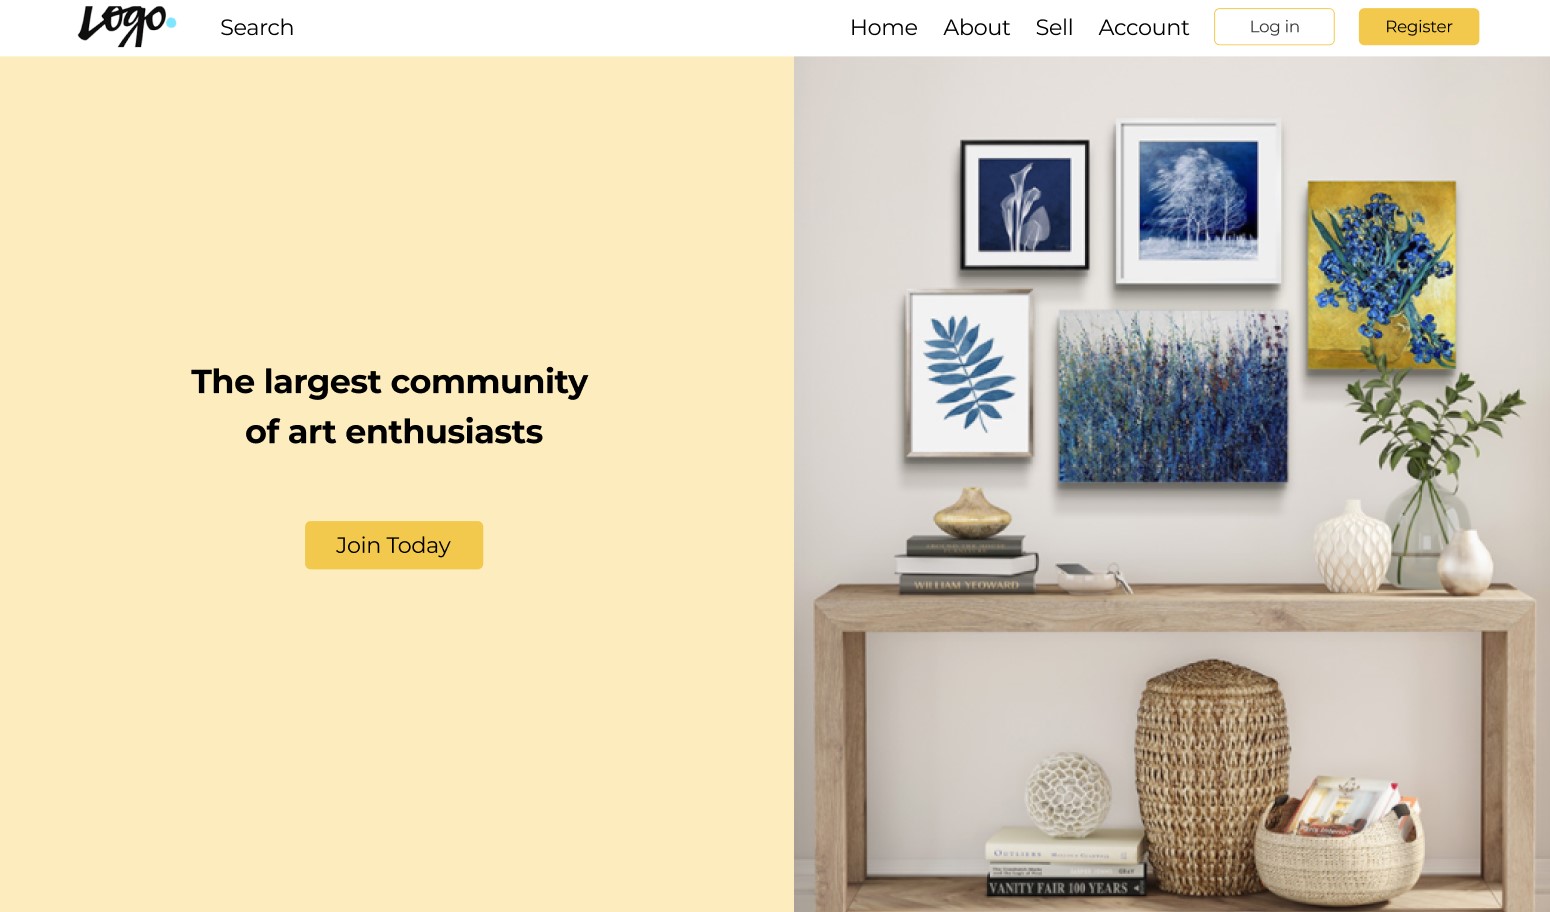 Logo
Search
Home
About
Sell
Account
Log in
Register
The largest community
of art enthusiasts
Join Today
WILLIAM YEOWARD
OUTLIERS
GRAY
VANITY FAIR 100 YEARS